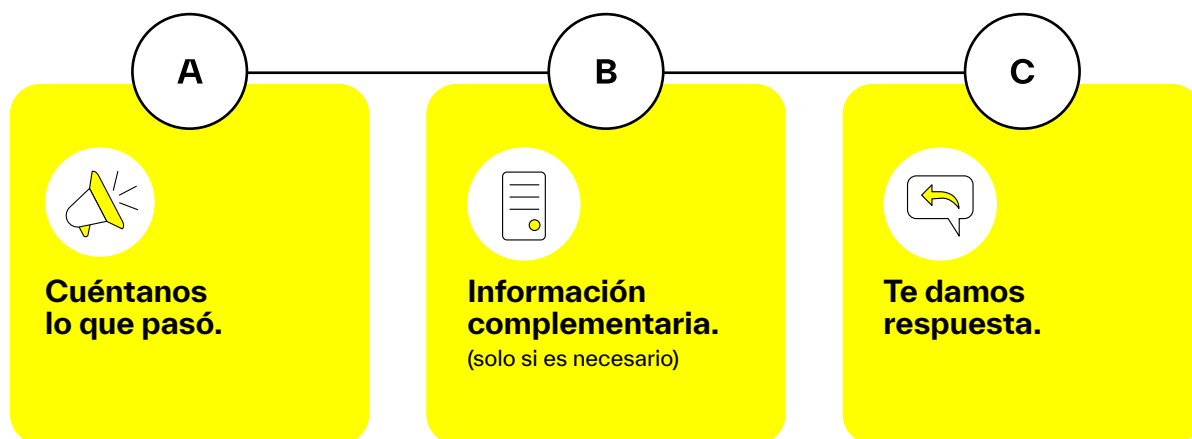 A
B
C
Cuéntanos
lo que pasó.
Información
complementaria.
(solo si es necesario)
Te damos
respuesta.